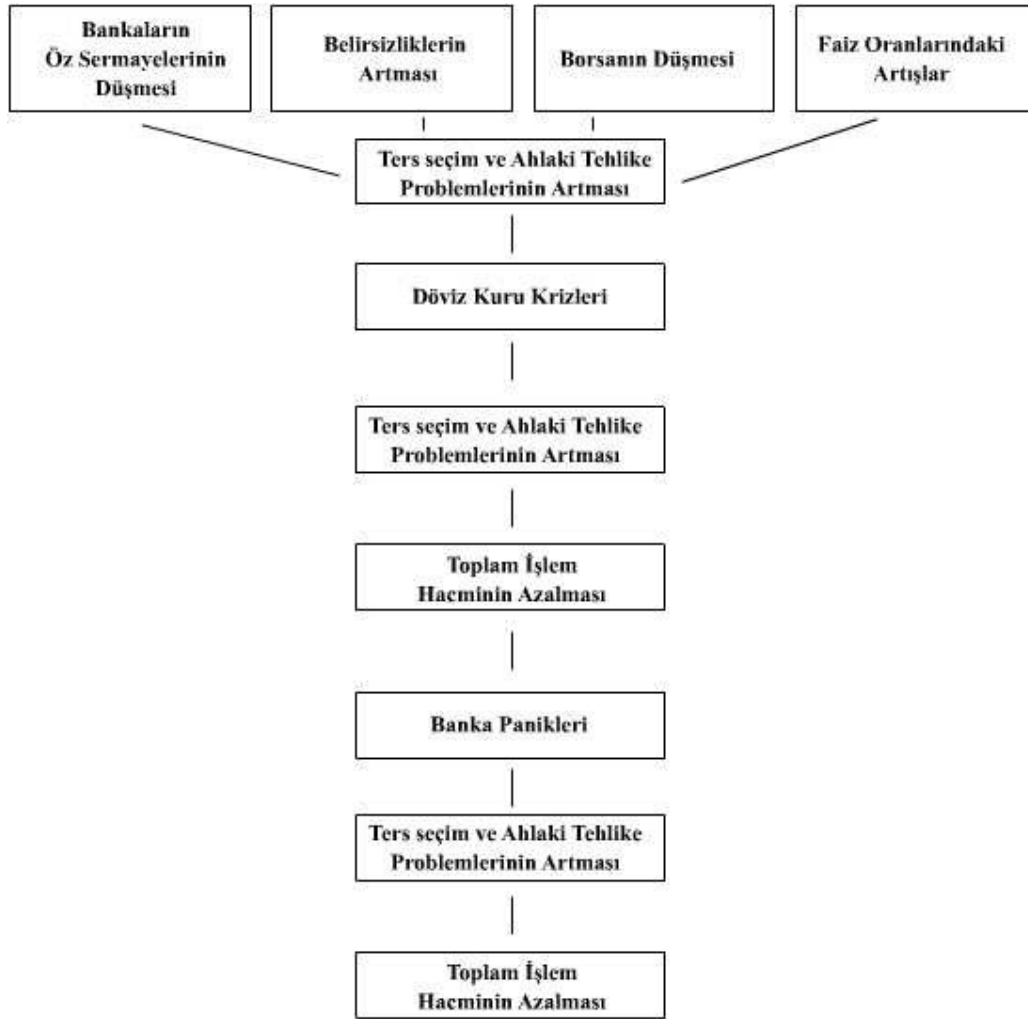 Bankaların
Öz Sermayelerinin
Düşmesi
Belirsizliklerin
Artması
Borsanın Düşmesi
Faiz Oranlarındaki
Artışlar
Ters seçim ve Ahlaki Tehlike
Problemlerinin Artması
Döviz Kuru Krizleri
Ters seçim ve Ahlaki Tehlike
Problemlerinin Artması
Toplam İşlem
Hacminin Azalması
Banka Panikleri
Ters seçim ve Ahlaki Tehlike
Problemlerinin Artması
Toplam İşlem
Hacminin Azalması